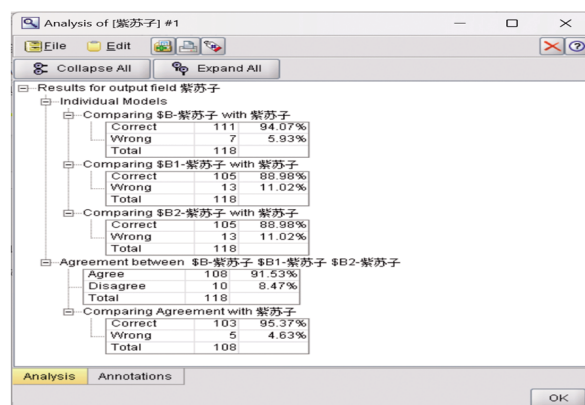 Analysis of [紫苏子] #1
File Edit
Collapse All Expand All
Results for output field 紫苏子
Individual Models
Comparing $B-紫苏子 with 紫苏子
Correct 111 94.07%
Wrong 7 5.93%
Total 118
Comparing $B1-紫苏子 with 紫苏子
Correct 105 88.98%
Wrong 13 11.02%
Total 118
Comparing $B2-紫苏子 with 紫苏子
Correct 105 88.98%
Wrong 13 11.02%
Total 118
Agreement between $B-紫苏子 $B1-紫苏子 $B2-紫苏子
Agree 108 91.53%
Disagree 10 8.47%
Total 118
Comparing Agreement with 紫苏子
Correct 103 95.37%
Wrong 5 4.63%
Total 108
Analysis Annotations
OK